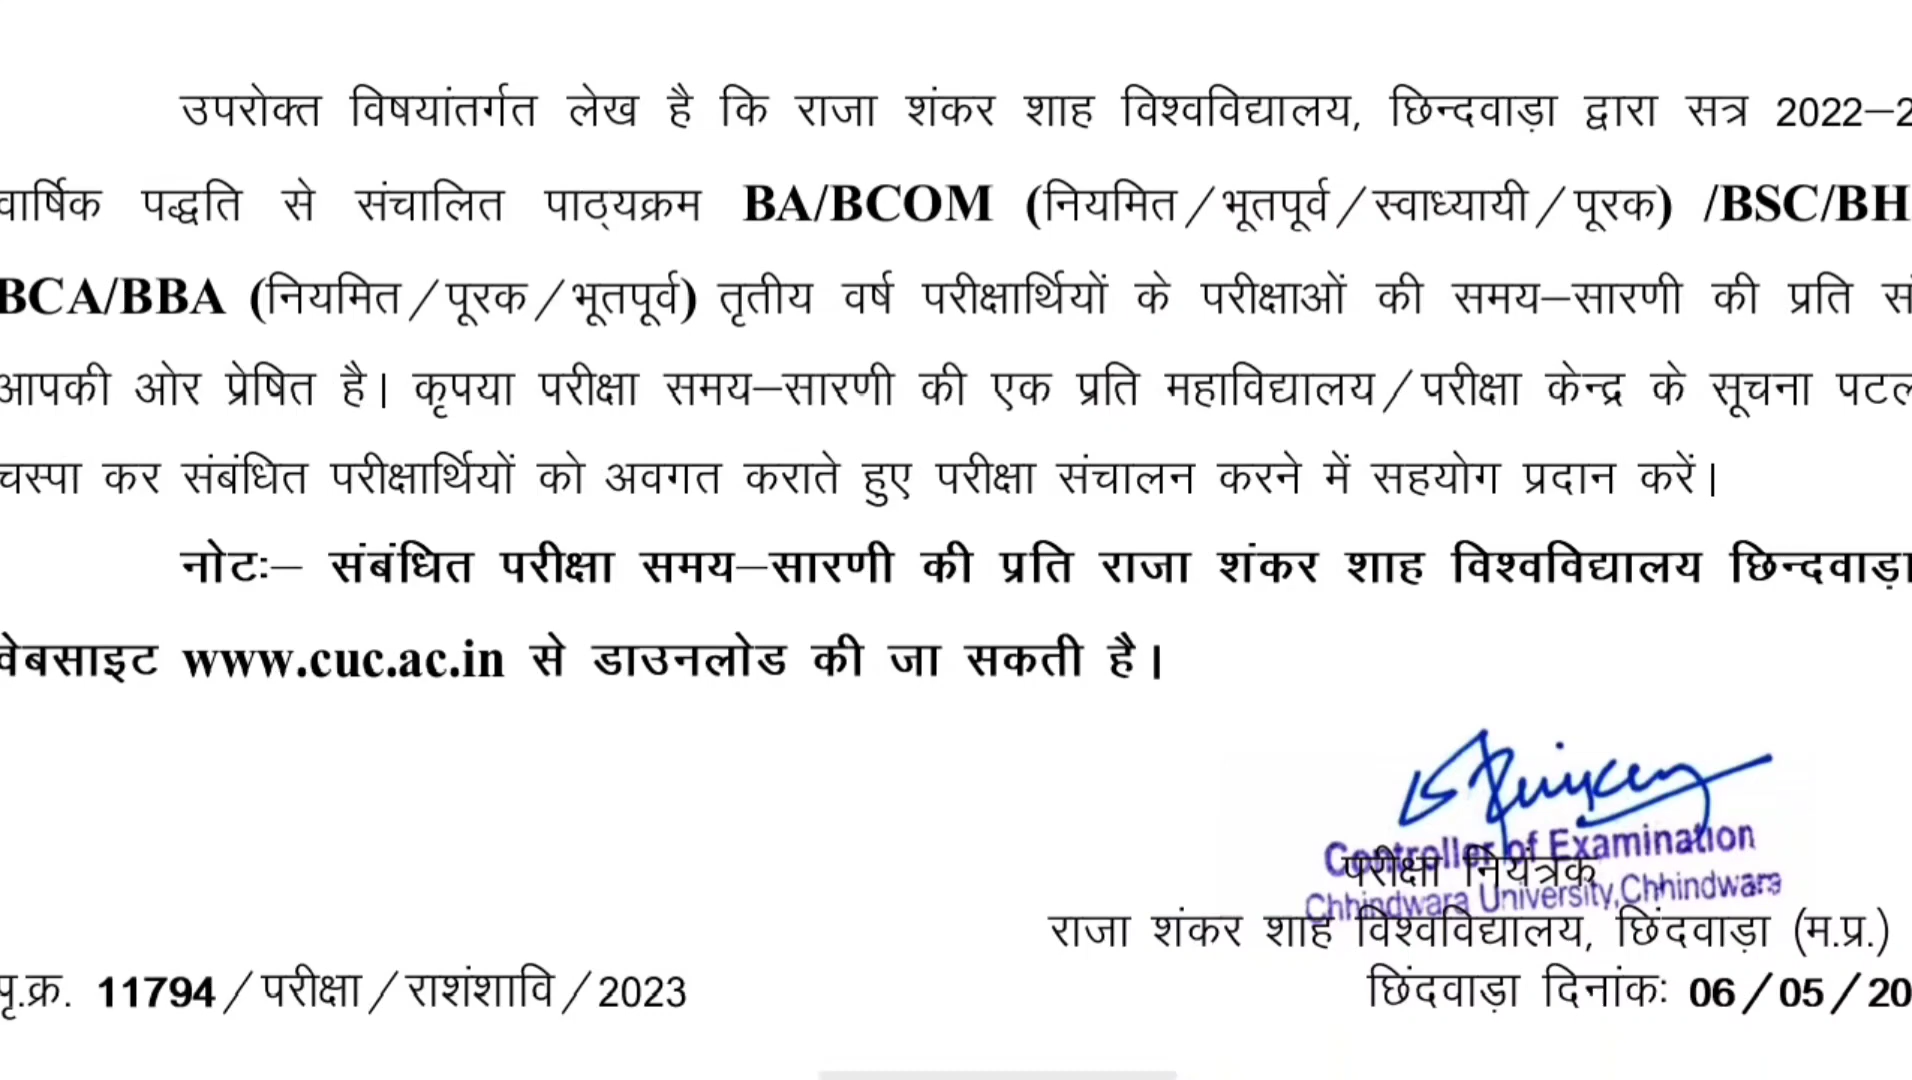 उपरोक्त विषयांतर्गत लेख है कि राजा शंकर शाह विश्वविद्यालय, छिन्दवाड़ा द्वारा सत्र 2022–2
वार्षिक पद्धति से संचालित पाठ्यक्रम BA/BCOM (नियमित/भूतपूर्व/स्वाध्यायी/पूरक) /BSC/BH
BCA/BBA (नियमित/पूरक/भूतपूर्व) तृतीय वर्ष परीक्षार्थियों के परीक्षाओं की समय–सारणी की प्रति सं
आपकी ओर प्रेषित है। कृपया परीक्षा समय–सारणी की एक प्रति महाविद्यालय/परीक्षा केन्द्र के सूचना पटल
चस्पा कर संबंधित परीक्षार्थियों को अवगत कराते हुए परीक्षा संचालन करने में सहयोग प्रदान करें।
नोटः– संबंधित परीक्षा समय–सारणी की प्रति राजा शंकर शाह विश्वविद्यालय छिन्दवाड़ा
वेबसाइट www.cuc.ac.in से डाउनलोड की जा सकती है।
Controller of Examination
परीक्षा नियंत्रक
Chhindwara University,Chhindwara
राजा शंकर शाह विश्वविद्यालय, छिंदवाड़ा (म.प्र.)
पृ.क्र. 11794/परीक्षा/राशंशावि/2023
छिंदवाड़ा दिनांकः 06/05/20